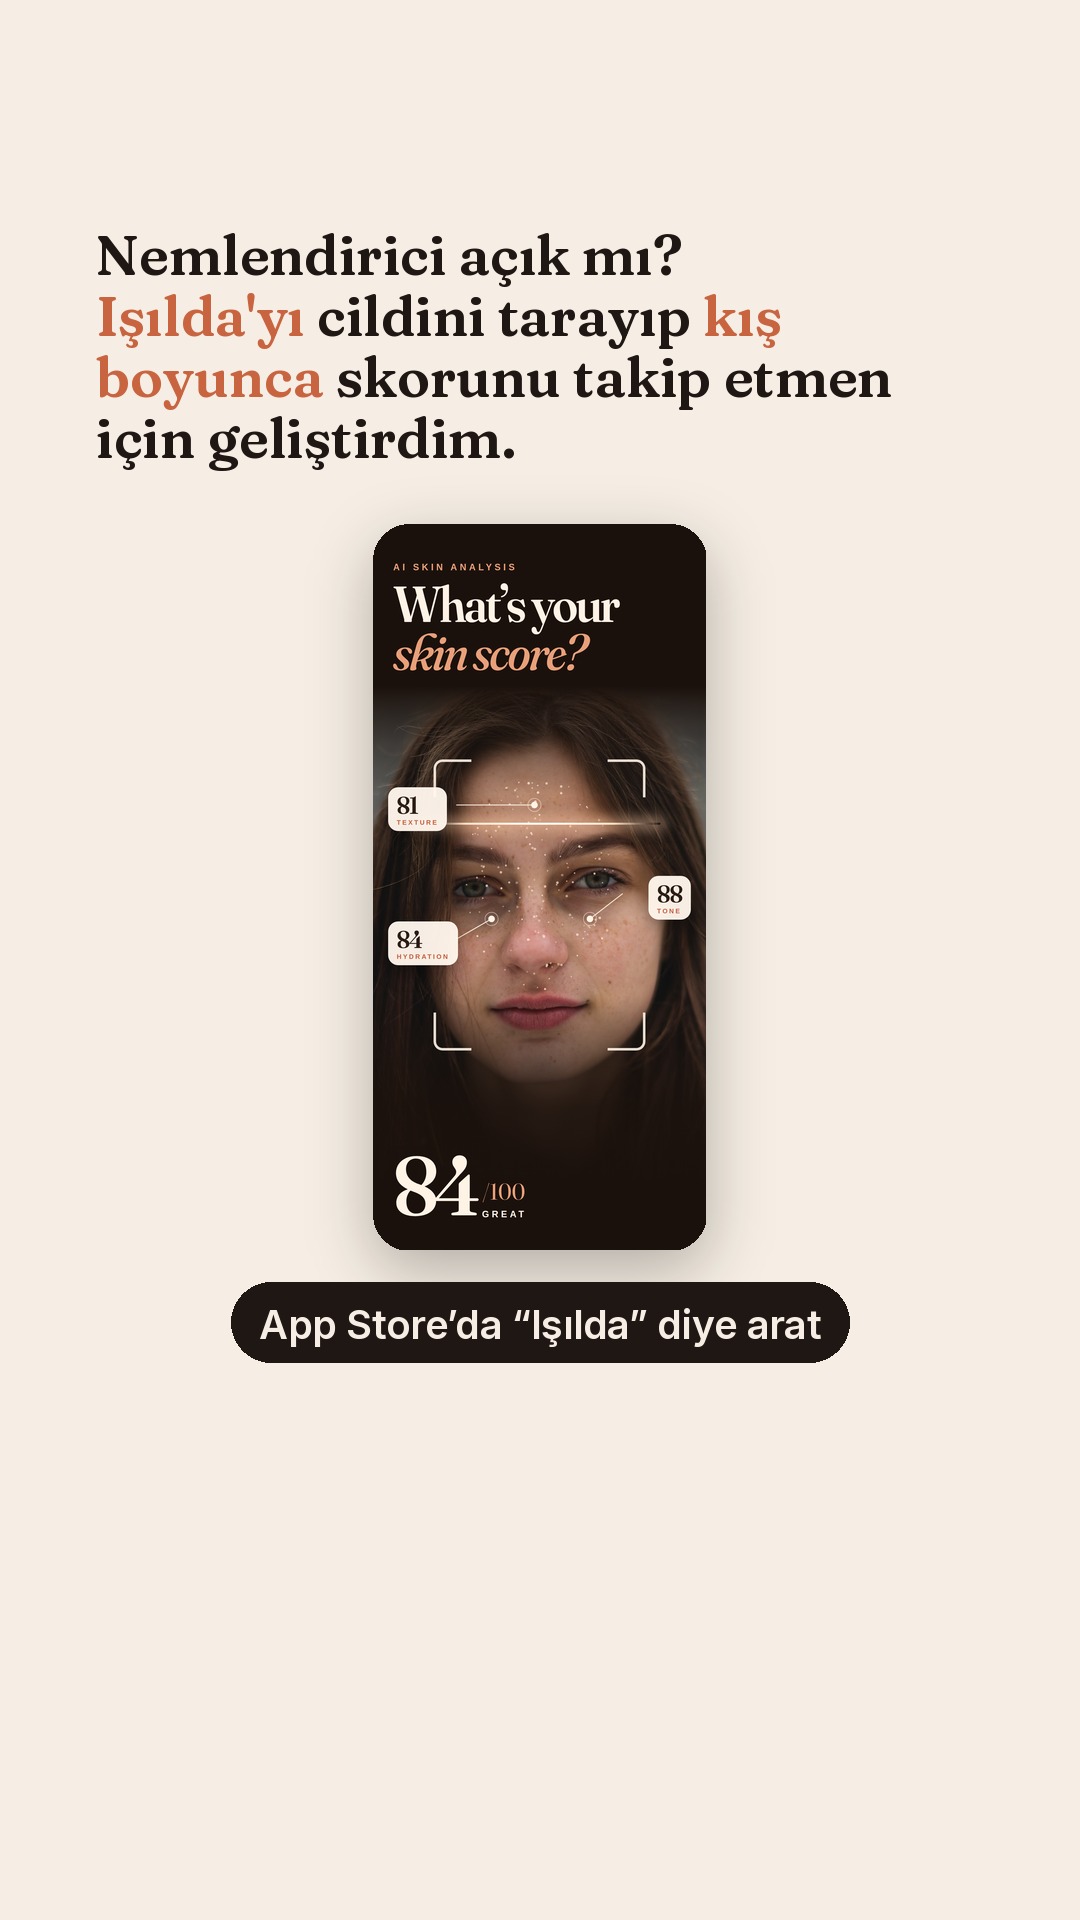 Nemlendirici açık mı?
Işılda'yı cildini tarayıp kış
boyunca skorunu takip etmen
için geliştirdim.
AI SKIN ANALYSIS
What's your
skin score?
81
TEXTURE
88
TONE
84
HYDRATION
84 /100
GREAT
App Store’da “Işılda” diye arat